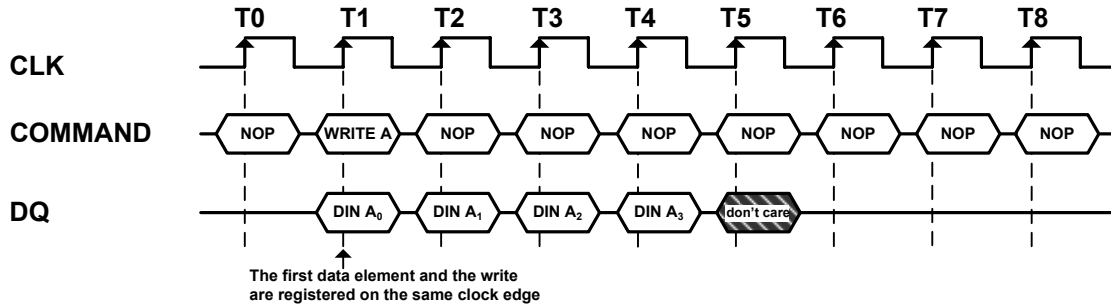 T0 T1 T2 T3 T4 T5 T6 T7 T8
CLK
COMMAND NOP WRITE A NOP NOP NOP NOP NOP NOP NOP
DQ DIN A₀ DIN A₁ DIN A₂ DIN A₃ don't care
The first data element and the write
are registered on the same clock edge